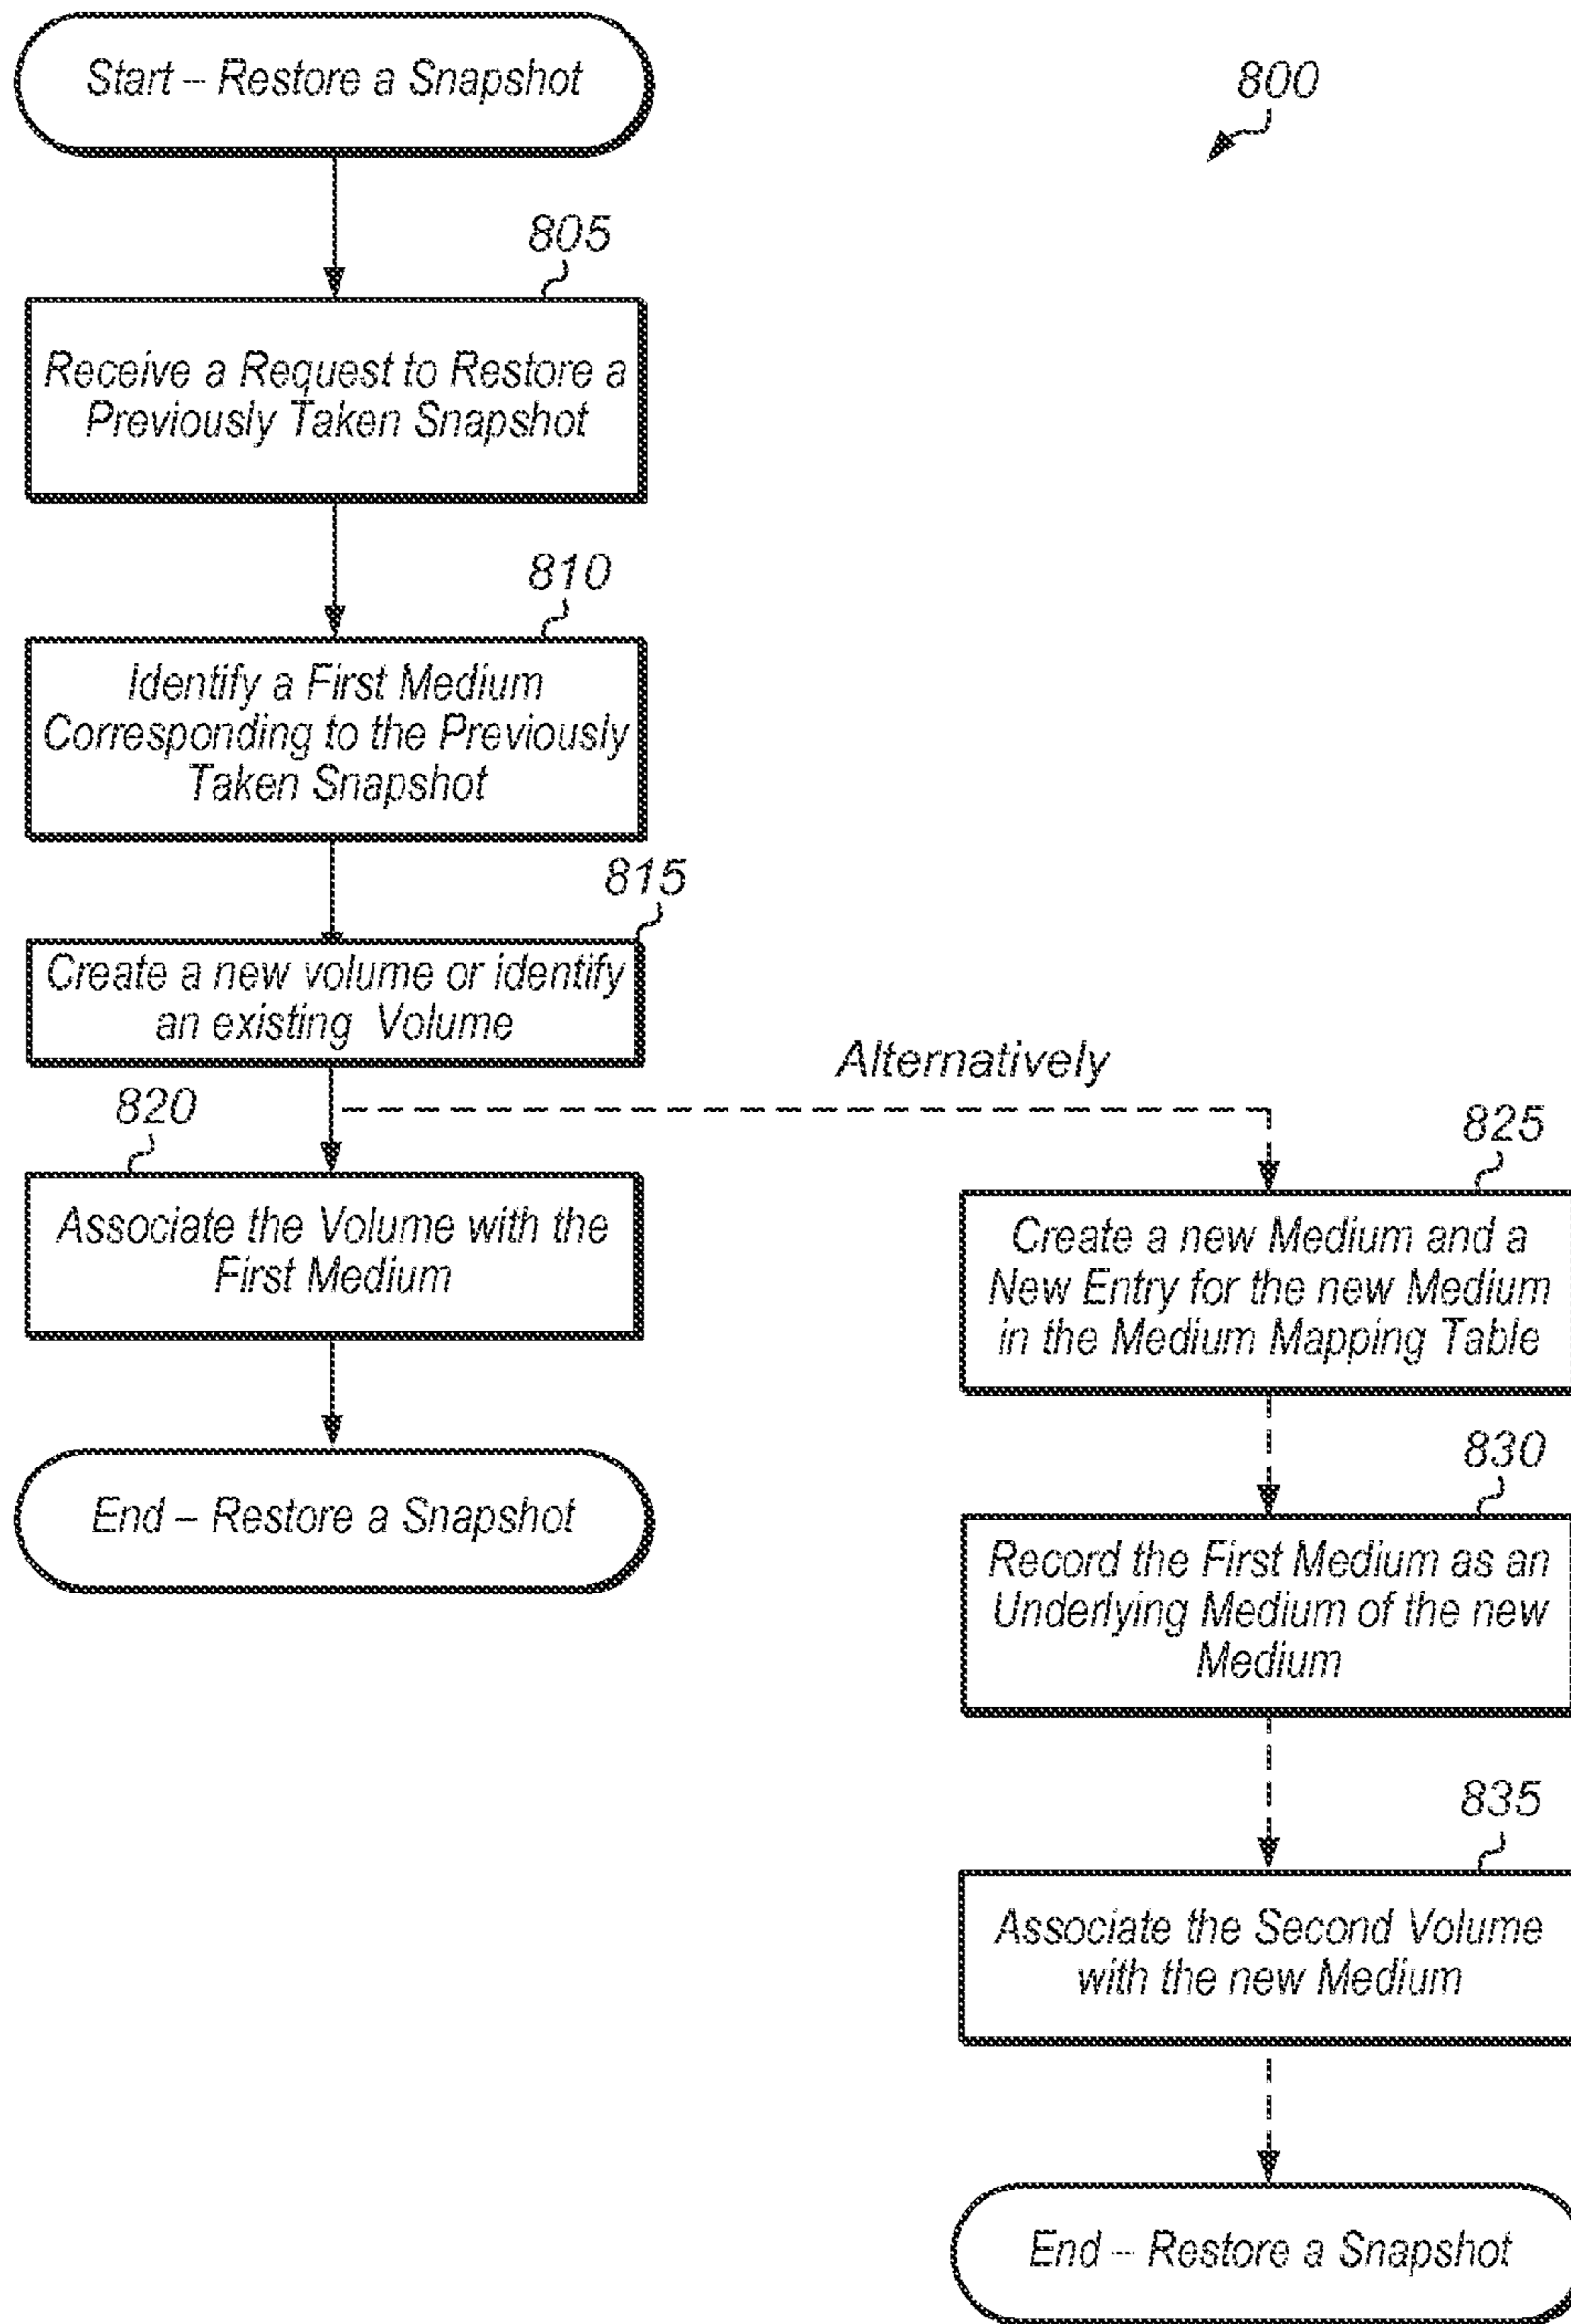 Start – Restore a Snapshot
800
805
Receive a Request to Restore a
Previously Taken Snapshot
810
Identify a First Medium
Corresponding to the Previously
Taken Snapshot
815
Create a new volume or identify
an existing Volume
Alternatively
820
Associate the Volume with the
First Medium
End – Restore a Snapshot
825
Create a new Medium and a
New Entry for the new Medium
in the Medium Mapping Table
830
Record the First Medium as an
Underlying Medium of the new
Medium
835
Associate the Second Volume
with the new Medium
End – Restore a Snapshot